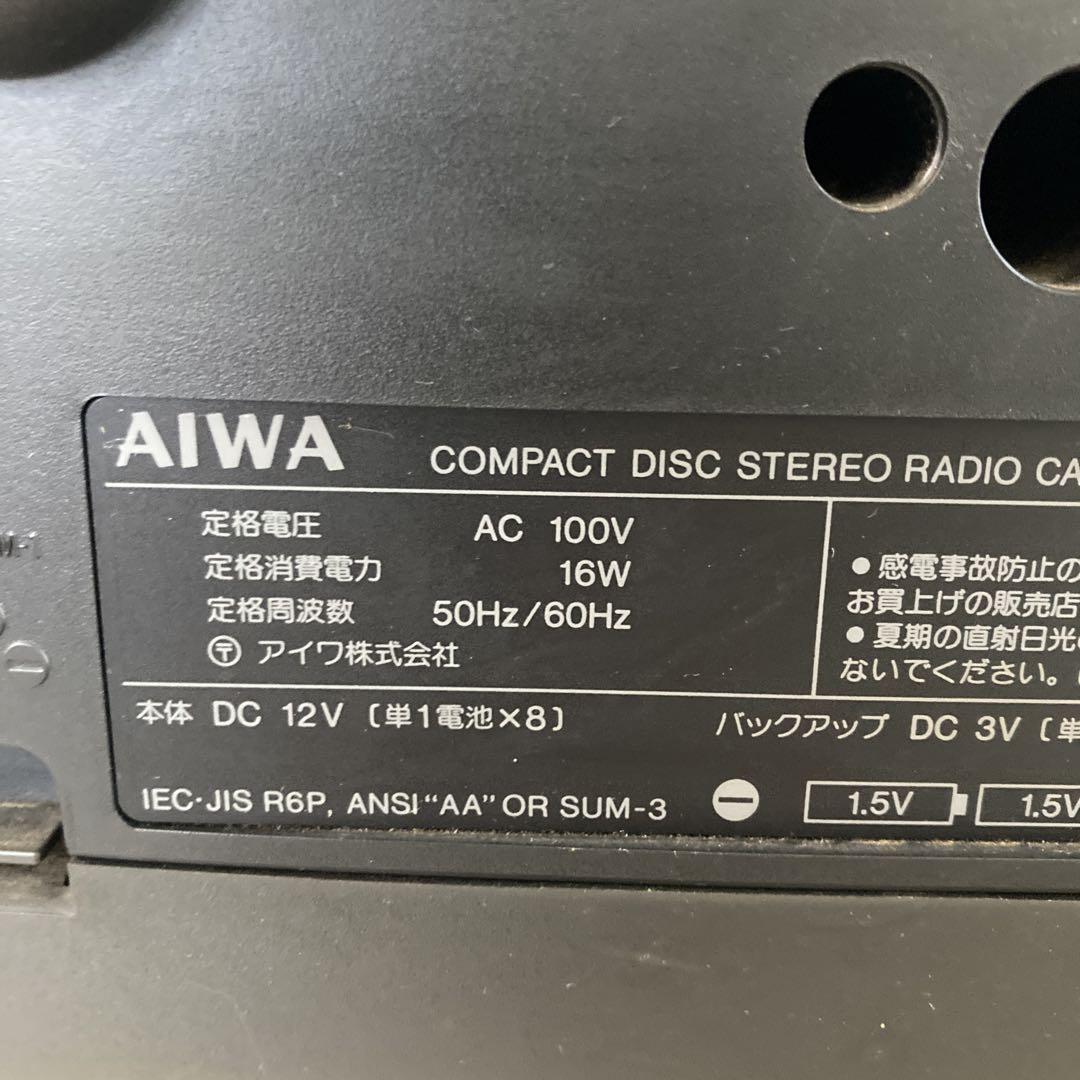 AIWA COMPACT DISC STEREO RADIO CA
定格電圧 AC 100V
定格消費電力 16W
定格周波数 50Hz/60Hz
〶 アイワ株式会社
● 感電事故防止の
お買上げの販売店
● 夏期の直射日光
ないでください。
本体 DC 12V 〔単1電池×8〕 バックアップ DC 3V 〔単
IEC·JIS R6P, ANSI "AA" OR SUM-3 ⊖ 1.5V 1.5V